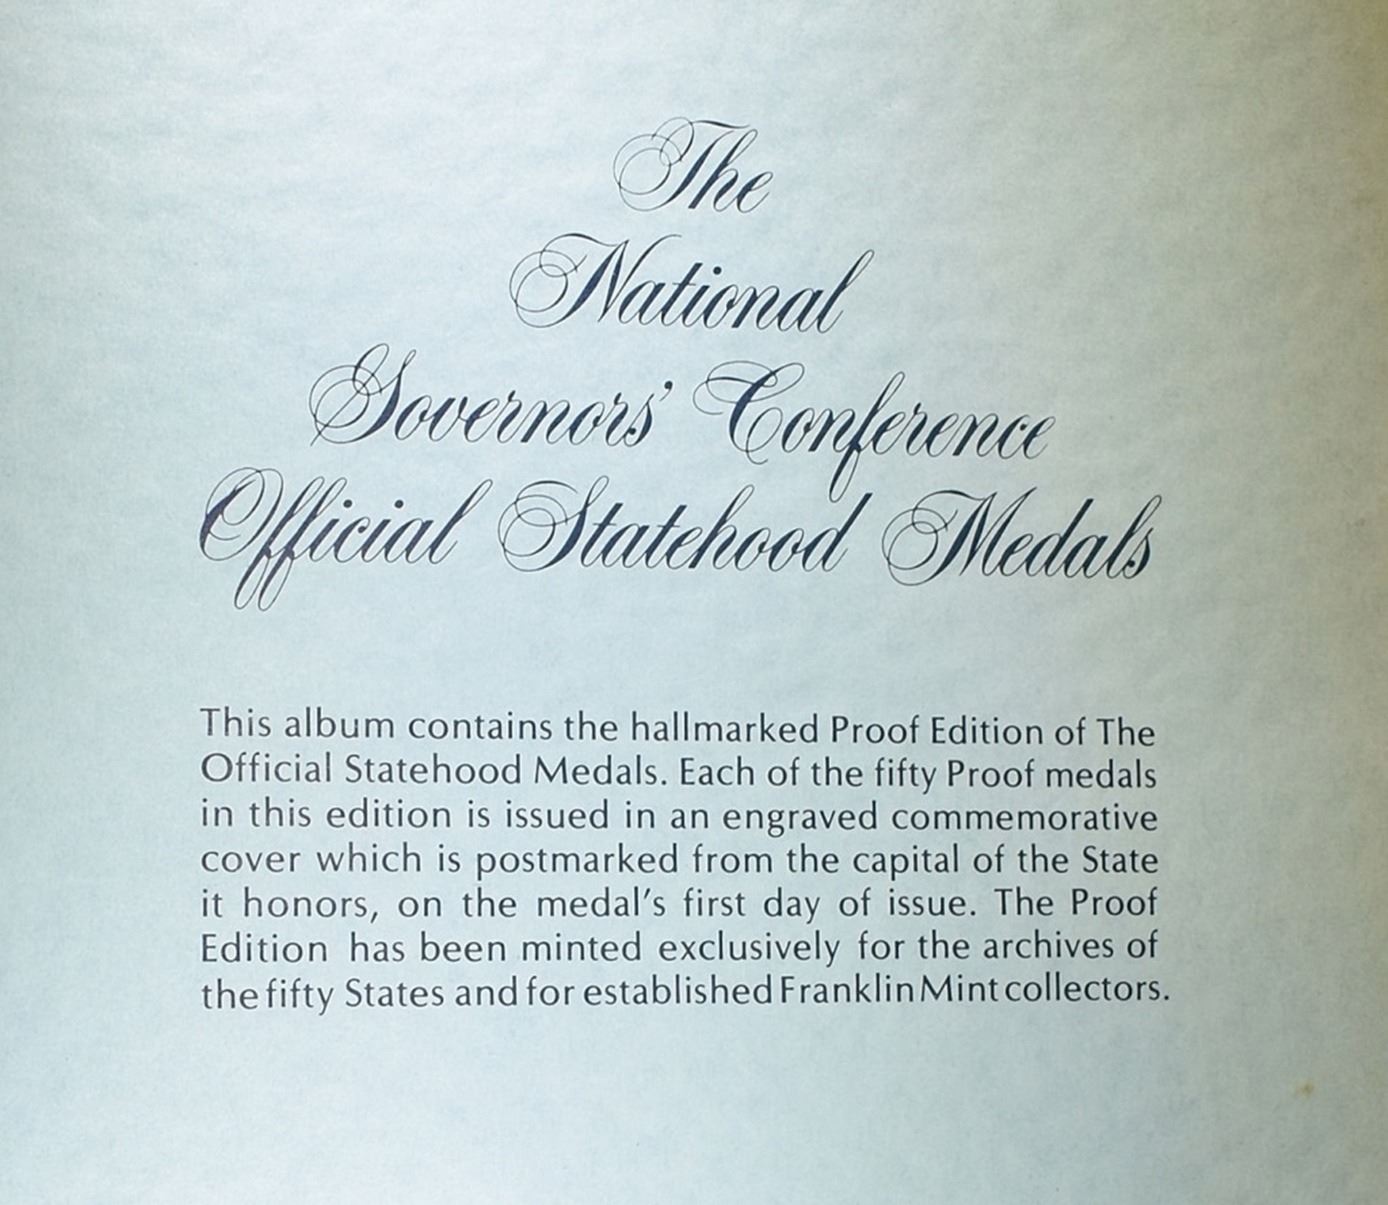 The
National
Governors' Conference
Official Statehood Medals
This album contains the hallmarked Proof Edition of The
Official Statehood Medals. Each of the fifty Proof medals
in this edition is issued in an engraved commemorative
cover which is postmarked from the capital of the State
it honors, on the medal's first day of issue. The Proof
Edition has been minted exclusively for the archives of
the fifty States and for established Franklin Mint collectors.